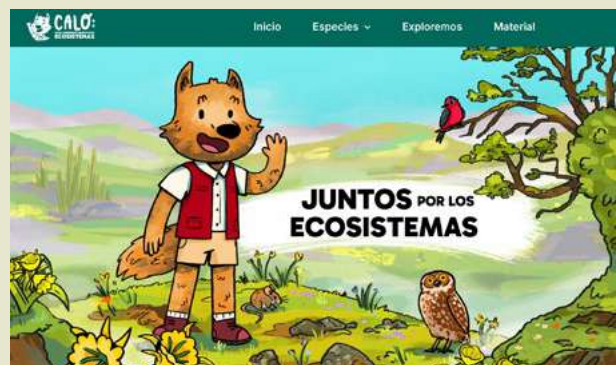 CALO:
ECOSISTEMAS
Inicio Especies Exploremos Material
JUNTOS POR LOS
ECOSISTEMAS